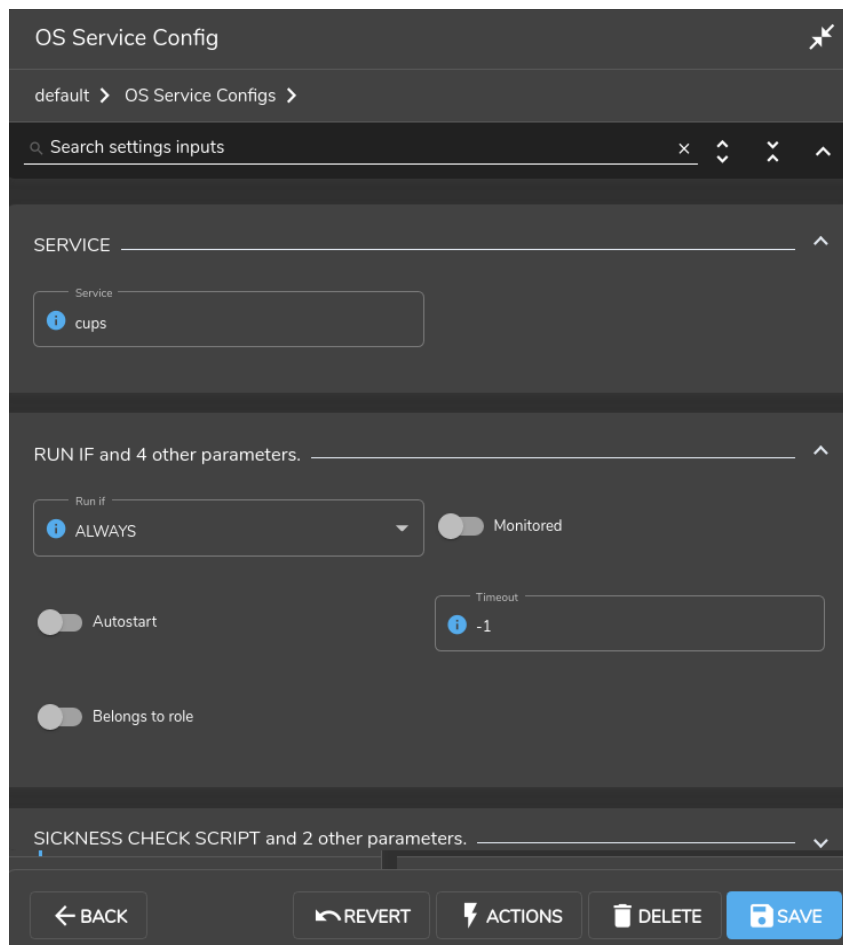 OS Service Config
default OS Service Configs
Search settings inputs
SERVICE
Service
cups
RUN IF and 4 other parameters.
Run if
ALWAYS
Monitored
Autostart
Timeout
-1
Belongs to role
SICKNESS CHECK SCRIPT and 2 other parameters.
BACK REVERT ACTIONS DELETE SAVE